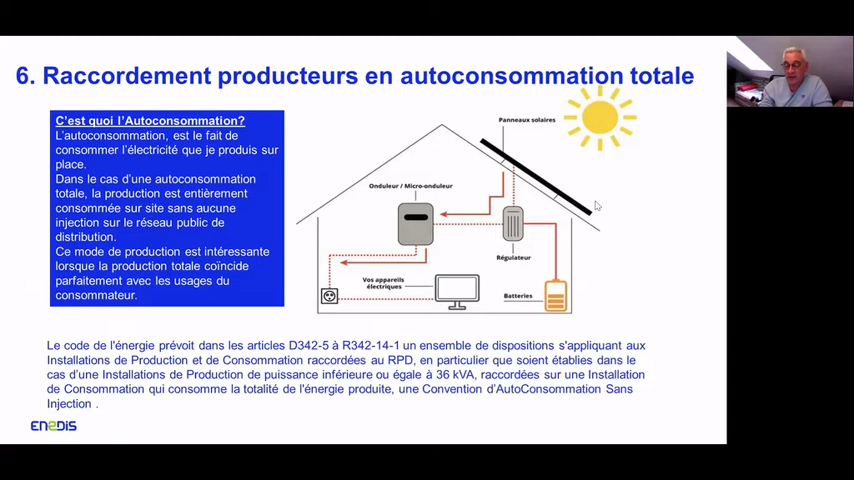 6. Raccordement producteurs en autoconsommation totale
C'est quoi l'Autoconsommation?
L'autoconsommation, est le fait de
consommer l'électricité que je produis sur
place.
Dans le cas d'une autoconsommation
totale, la production est entièrement
consommée sur site sans aucune
injection sur le réseau public de
distribution.
Ce mode de production est intéressante
lorsque la production totale coïncide
parfaitement avec les usages du
consommateur.
Panneaux solaires
Onduleur / Micro-onduleur
Régulateur
Vos appareils
électriques
Batteries
Le code de l'énergie prévoit dans les articles D342-5 à R342-14-1 un ensemble de dispositions s'appliquant aux
Installations de Production et de Consommation raccordées au RPD, en particulier que soient établies dans le
cas d'une Installations de Production de puissance inférieure ou égale à 36 kVA, raccordées sur une Installation
de Consommation qui consomme la totalité de l'énergie produite, une Convention d'AutoConsommation Sans
Injection .
ENEDIS